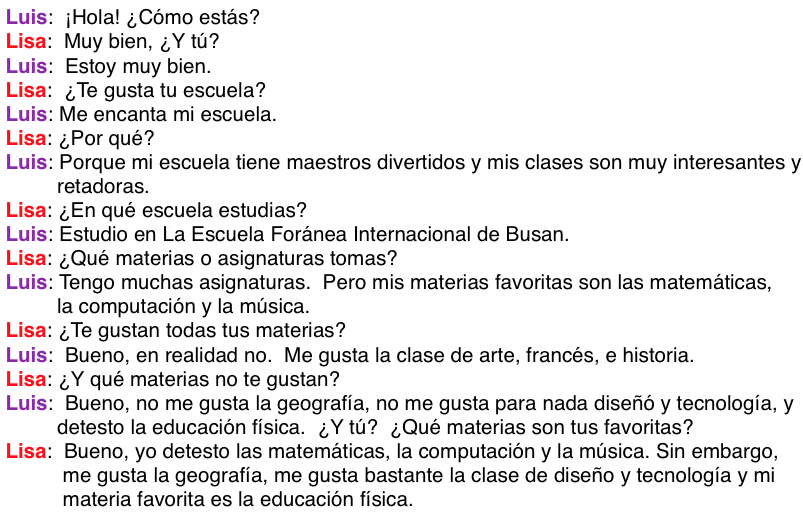 Luis: ¡Hola! ¿Cómo estás?
Lisa: Muy bien, ¿Y tú?
Luis: Estoy muy bien.
Lisa: ¿Te gusta tu escuela?
Luis: Me encanta mi escuela.
Lisa: ¿Por qué?
Luis: Porque mi escuela tiene maestros divertidos y mis clases son muy interesantes y
retadoras.
Lisa: ¿En qué escuela estudias?
Luis: Estudio en La Escuela Foránea Internacional de Busan.
Lisa: ¿Qué materias o asignaturas tomas?
Luis: Tengo muchas asignaturas. Pero mis materias favoritas son las matemáticas,
la computación y la música.
Lisa: ¿Te gustan todas tus materias?
Luis: Bueno, en realidad no. Me gusta la clase de arte, francés, e historia.
Lisa: ¿Y qué materias no te gustan?
Luis: Bueno, no me gusta la geografía, no me gusta para nada diseñó y tecnología, y
detesto la educación física. ¿Y tú? ¿Qué materias son tus favoritas?
Lisa: Bueno, yo detesto las matemáticas, la computación y la música. Sin embargo,
me gusta la geografía, me gusta bastante la clase de diseño y tecnología y mi
materia favorita es la educación física.